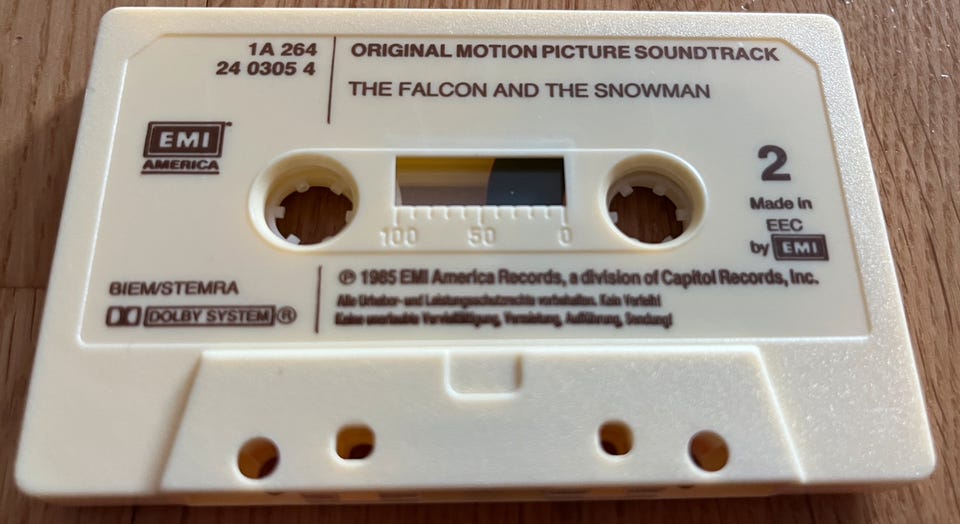 1A 264
24 0305 4
ORIGINAL MOTION PICTURE SOUNDTRACK
THE FALCON AND THE SNOWMAN
EMI
AMERICA
2
Made in
EEC
by EMI
100 50 0
BIEM/STEMRA
DOLBY SYSTEM®
℗ 1985 EMI America Records, a division of Capitol Records, Inc.
Alle Urheber- und Leistungsschutzrechte vorbehalten. Kein Verleih!
Keine unerlaubte Vervielfältigung, Vermietung, Aufführung, Sendung!